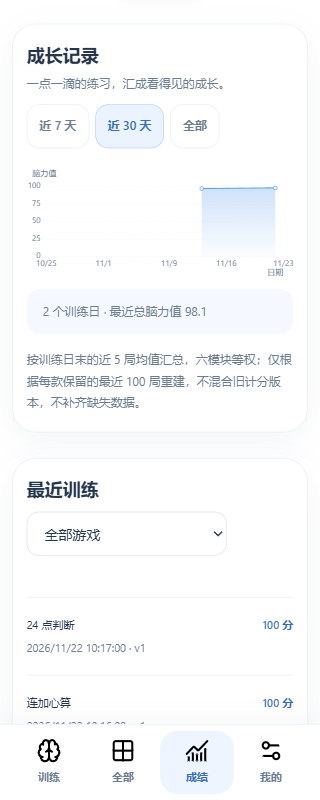 成长记录
一点一滴的练习，汇成看得见的成长。
近 7 天
近 30 天
全部
脑力值
100
75
50
25
0
10/25
11/1
11/9
11/16
11/23
日期
2 个训练日 · 最近总脑力值 98.1
按训练日末的近 5 局均值汇总，六模块等权；仅根
据每款保留的最近 100 局重建，不混合旧计分版
本，不补齐缺失数据。
最近训练
全部游戏
24 点判断
100 分
2026/11/22 10:17:00 · v1
连加心算
100 分
训练
全部
成绩
我的